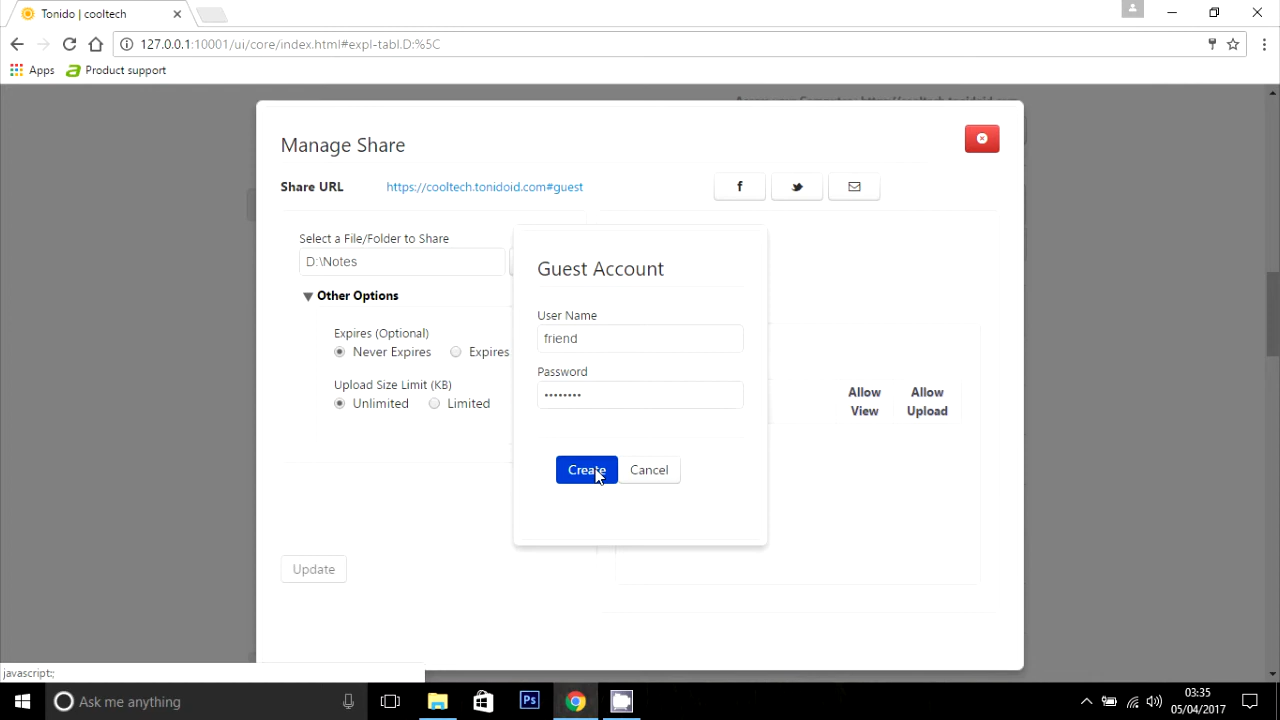 Tonido | cooltech
127.0.0.1:10001/ui/core/index.html#expl-tabl.D:%5C
Apps
Product support
Manage Share
Share URL
https://cooltech.tonidoid.com#guest
f
Select a File/Folder to Share
D:\Notes
Other Options
Expires (Optional)
Never Expires
Expires
Upload Size Limit (KB)
Unlimited
Limited
Update
Guest Account
User Name
friend
Password
••••••••
Create
Cancel
Allow View
Allow Upload
javascript:;
Ask me anything
Ps
03:35
05/04/2017